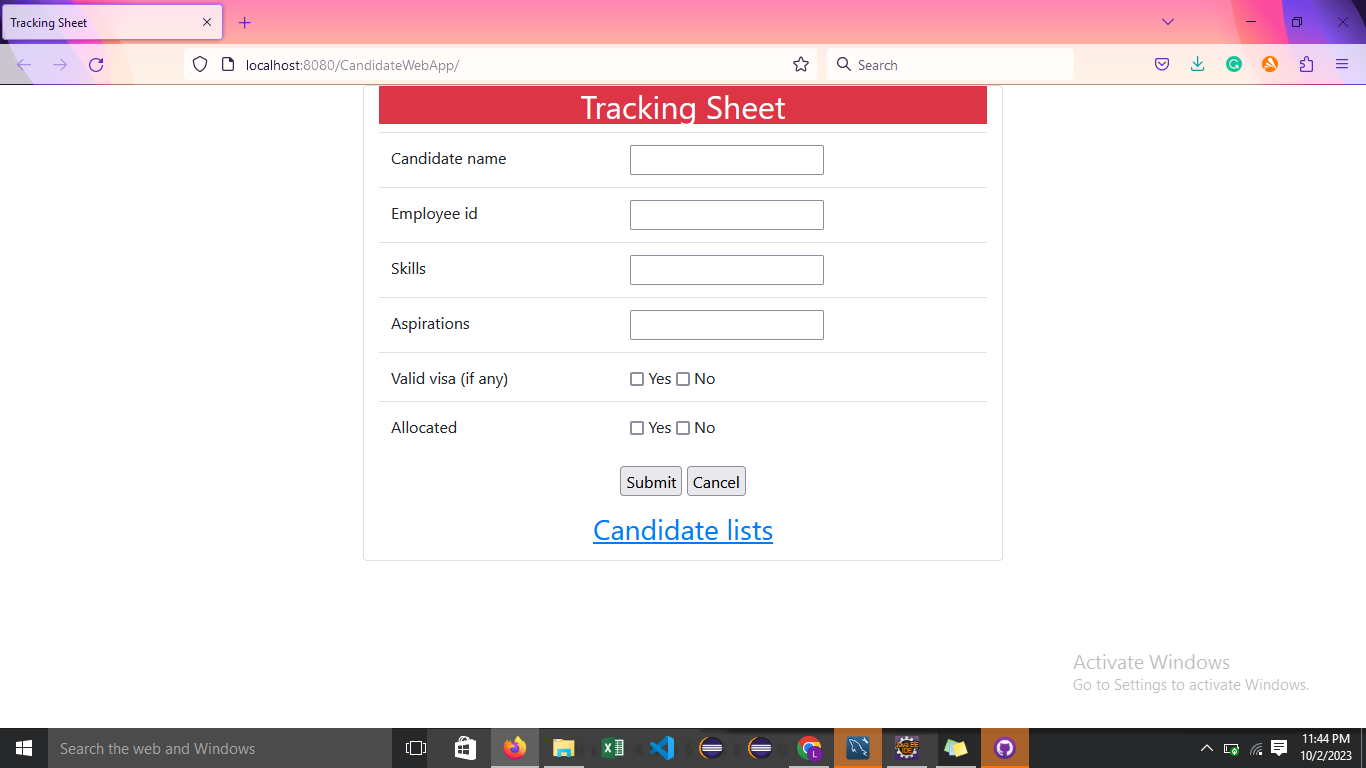 Tracking Sheet
localhost:8080/CandidateWebApp/
Search
Tracking Sheet
Candidate name
Employee id
Skills
Aspirations
Valid visa (if any) Yes No
Allocated Yes No
Submit Cancel
Candidate lists
Activate Windows
Go to Settings to activate Windows.
Search the web and Windows
11:44 PM
10/2/2023